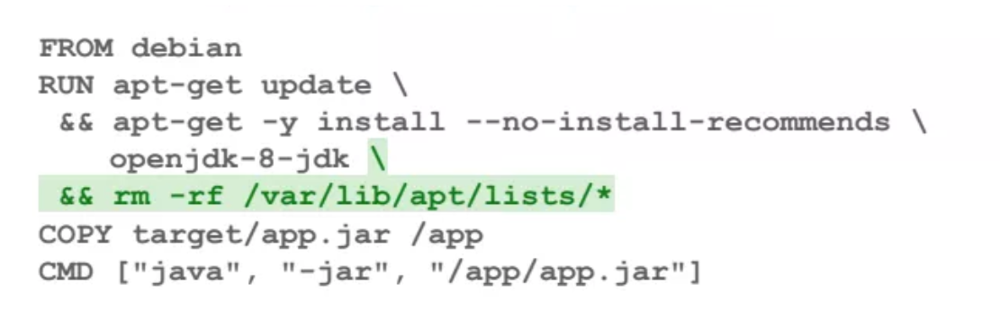 FROM debian
RUN apt-get update \
 && apt-get -y install --no-install-recommends \
    openjdk-8-jdk \
 && rm -rf /var/lib/apt/lists/*
COPY target/app.jar /app
CMD ["java", "-jar", "/app/app.jar"]